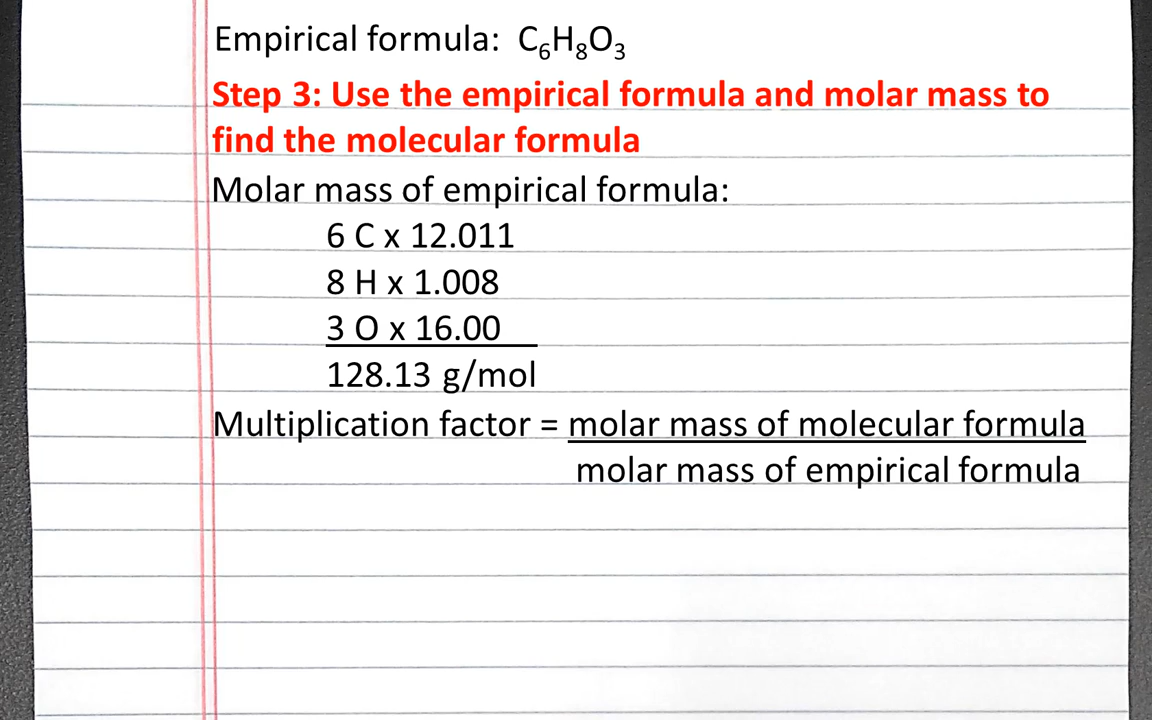 Empirical formula: C₆H₈O₃
Step 3: Use the empirical formula and molar mass to
find the molecular formula
Molar mass of empirical formula:
6 C x 12.011
8 H x 1.008
3 O x 16.00
128.13 g/mol
Multiplication factor = molar mass of molecular formula
molar mass of empirical formula